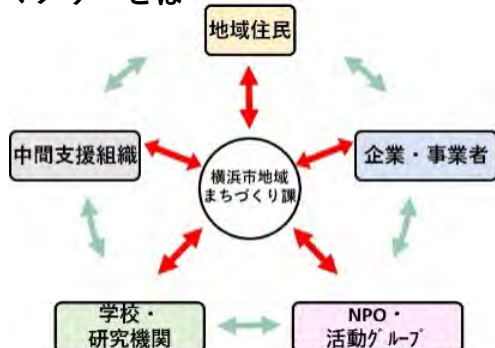 地域住民
中間支援組織
企業・事業者
横浜市地域
まちづくり課
学校・
研究機関
NPO・
活動グループ